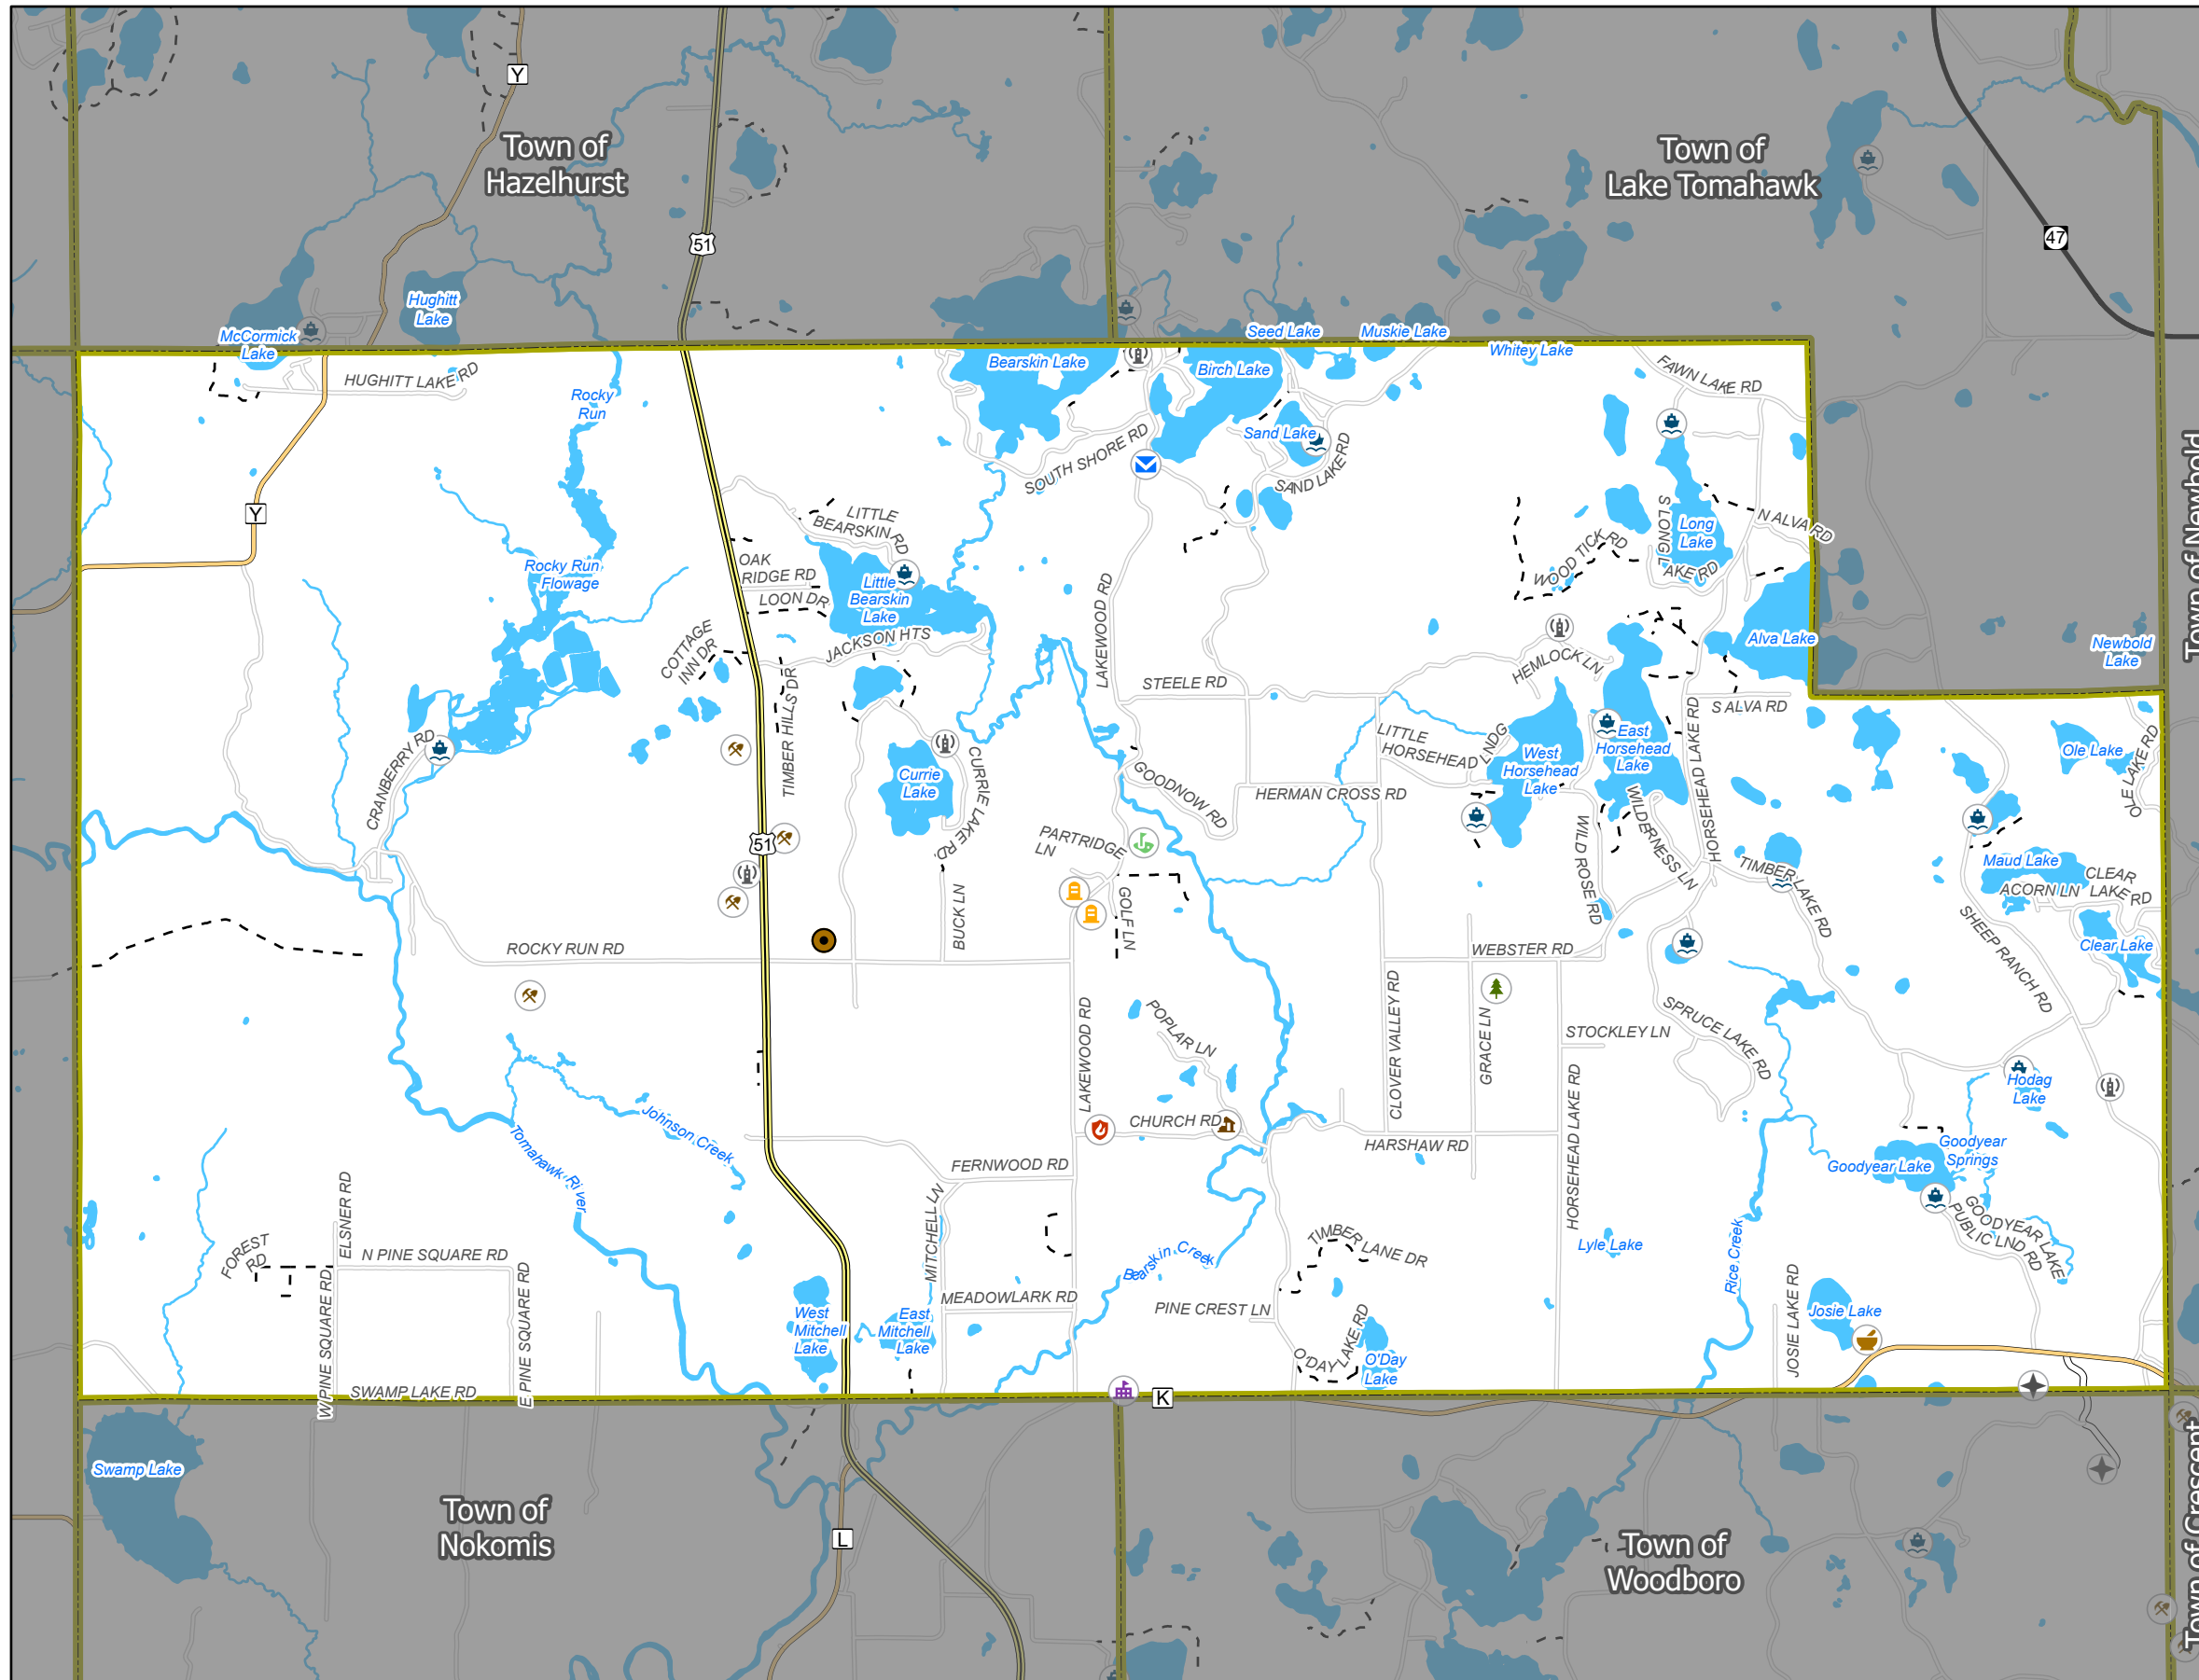 Y
Town of
Hazelhurst
Town of
Lake Tomahawk
51
47
Hughitt
Lake
McCormick
Lake
Seed Lake
Muskie Lake
Whitey Lake
Bearskin Lake
Birch Lake
HUGHITT LAKE RD
FAWN LAKE RD
Rocky
Run
Sand Lake
SOUTH SHORE RD
SAND LAKE RD
Town of Newbold
Y
LITTLE
BEARSKIN RD
S LONG LAKE RD
Long
Lake
N ALVA RD
WOOD TICK RD
OAK
RIDGE RD
LOON DR
Rocky Run
Flowage
Little
Bearskin
Lake
LAKEWOOD RD
JACKSON HTS
COTTAGE
INN DR
Alva Lake
Newbold
Lake
HEMLOCK LN
STEELE RD
TIMBER HILLS DR
S ALVA RD
LITTLE
HORSEHEAD LNDG
West
Horsehead
Lake
East
Horsehead
Lake
HORSEHEAD LAKE RD
Ole Lake
OLE LAKE RD
CRANBERRY RD
Currie
Lake
CURRIE LAKE RD
GOODNOW RD
HERMAN CROSS RD
WILDERNESS LN
WILD ROSE RD
51
PARTRIDGE
LN
TIMBER LAKE RD
Maud Lake
CLEAR
LAKE RD
ACORN LN
BUCK LN
GOLF LN
SHEEP RANCH RD
Clear Lake
ROCKY RUN RD
WEBSTER RD
LAKEWOOD RD
POPLAR LN
CLOVER VALLEY RD
GRACE LN
STOCKLEY LN
SPRUCE LAKE RD
HORSEHEAD LAKE RD
Hodag
Lake
Johnson Creek
Tomahawk River
CHURCH RD
HARSHAW RD
Goodyear
Springs
Goodyear Lake
FERNWOOD RD
MITCHELL LN
ELSNER RD
FOREST
RD
N PINE SQUARE RD
W PINE SQUARE RD
E PINE SQUARE RD
Bearskin Creek
TIMBER LANE DR
Lyle Lake
Rice Creek
GOODYEAR LAKE
PUBLIC LND RD
MEADOWLARK RD
PINE CREST LN
West
Mitchell
Lake
East
Mitchell
Lake
O'DAY LAKE RD
O'Day
Lake
JOSIE LAKE RD
Josie Lake
SWAMP LAKE RD
K
Swamp Lake
Town of
Nokomis
L
Town of
Woodboro
Town of Crescent